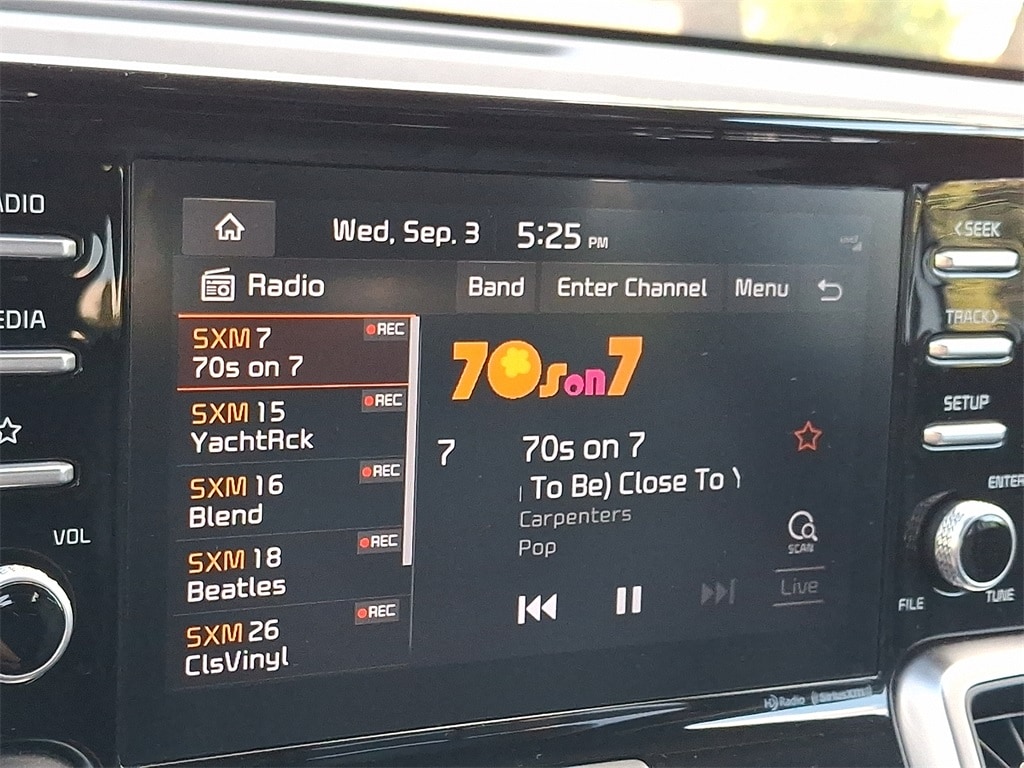 ADIO
EDIA
VOL
Wed, Sep. 3 5:25 PM
Radio Band Enter Channel Menu
SXM 7 REC
70s on 7
SXM 15 REC
YachtRck
SXM 16 REC
Blend
SXM 18 REC
Beatles
SXM 26 REC
ClsVinyl
70s on 7
7 70s on 7
To Be) Close To
Carpenters
Pop
SCAN
Live
HD Radio SiriusXM
<SEEK
TRACK>
SETUP
ENTER
FILE TUNE